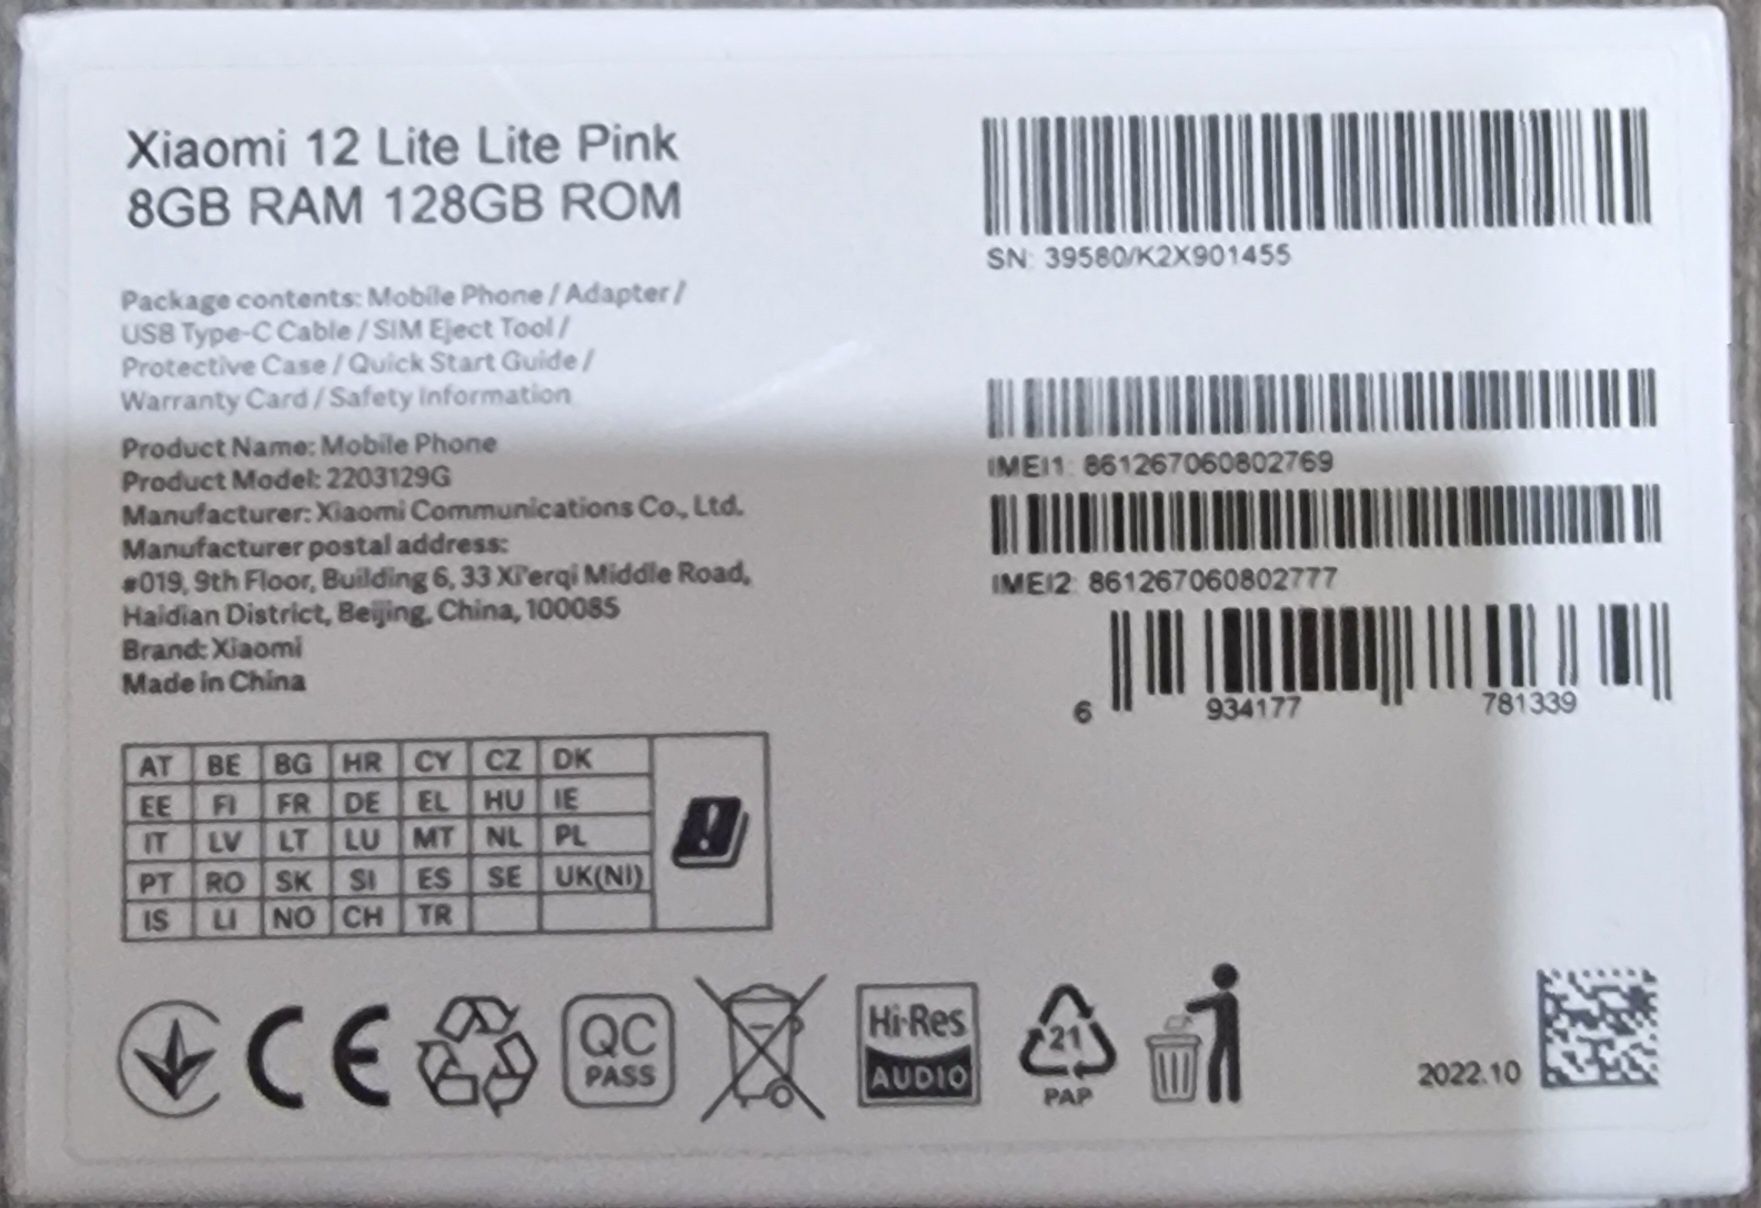 Xiaomi 12 Lite Lite Pink
8GB RAM 128GB ROM
Package contents: Mobile Phone / Adapter /
USB Type-C Cable / SIM Eject Tool /
Protective Case / Quick Start Guide /
Warranty Card / Safety Information
Product Name: Mobile Phone
Product Model: 2203129G
Manufacturer: Xiaomi Communications Co., Ltd.
Manufacturer postal address:
#019, 9th Floor, Building 6, 33 Xi'erqi Middle Road,
Haidian District, Beijing, China, 100085
Brand: Xiaomi
Made in China
SN: 39580/K2X901455
IMEI1: 861267060802769
IMEI2: 861267060802777
6 934177 781339
AT BE BG HR CY CZ DK
EE FI FR DE EL HU IE
IT LV LT LU MT NL PL
PT RO SK SI ES SE UK(NI)
IS LI NO CH TR
CE
QC
PASS
Hi-Res
AUDIO
21
PAP
2022.10